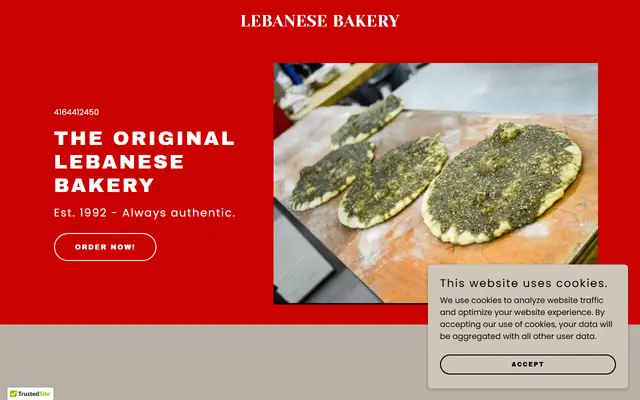 LEBANESE BAKERY
4164412450
THE ORIGINAL
LEBANESE
BAKERY
Est. 1992 - Always authentic.
ORDER NOW!
This website uses cookies.
We use cookies to analyze website traffic
and optimize your website experience. By
accepting our use of cookies, your data will
be aggregated with all other user data.
ACCEPT
TrustedSite